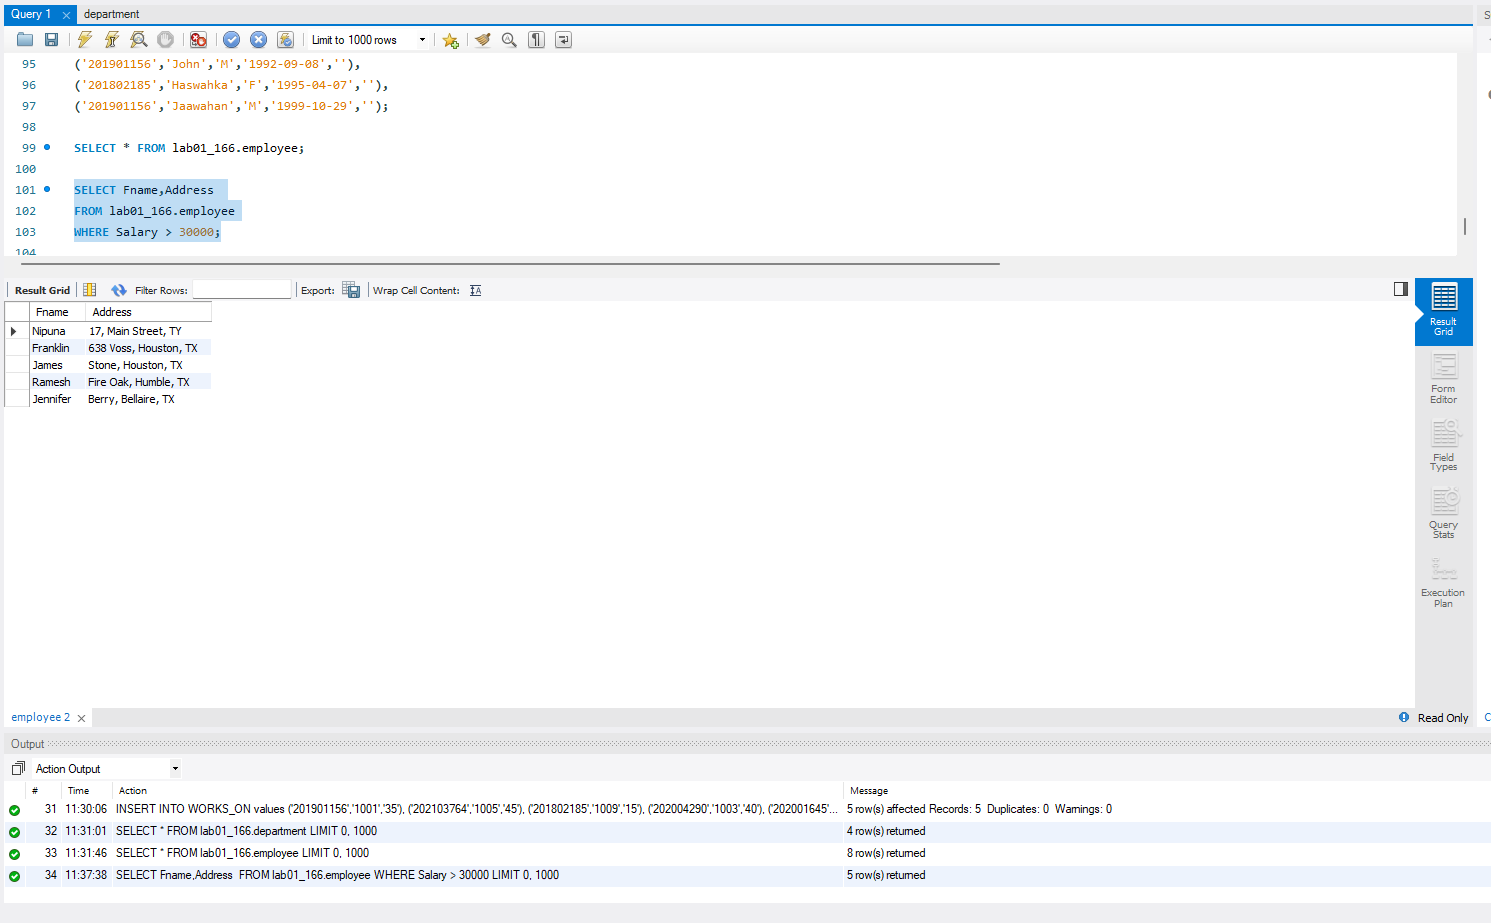 Query 1
department
Limit to 1000 rows
95 ('201901156','John','M','1992-09-08',''),
96 ('201802185','Haswahka','F','1995-04-07',''),
97 ('201901156','Jaawahan','M','1999-10-29','');
98
99 SELECT * FROM lab01_166.employee;
100
101 SELECT Fname,Address
102 FROM lab01_166.employee
103 WHERE Salary > 30000;
104
Result Grid Filter Rows: Export: Wrap Cell Content:
Fname Address
Nipuna 17, Main Street, TY
Franklin 638 Voss, Houston, TX
James Stone, Houston, TX
Ramesh Fire Oak, Humble, TX
Jennifer Berry, Bellaire, TX
Result
Grid
Form
Editor
Field
Types
Query
Stats
Execution
Plan
employee 2
Read Only
Output
Action Output
# Time Action Message
31 11:30:06 INSERT INTO WORKS_ON values ('201901156','1001','35'), ('202103764','1005','45'), ('201802185','1009','15'), ('202004290','1003','40'), ('202001645'... 5 row(s) affected Records: 5 Duplicates: 0 Warnings: 0
32 11:31:01 SELECT * FROM lab01_166.department LIMIT 0, 1000 4 row(s) returned
33 11:31:46 SELECT * FROM lab01_166.employee LIMIT 0, 1000 8 row(s) returned
34 11:37:38 SELECT Fname,Address FROM lab01_166.employee WHERE Salary > 30000 LIMIT 0, 1000 5 row(s) returned